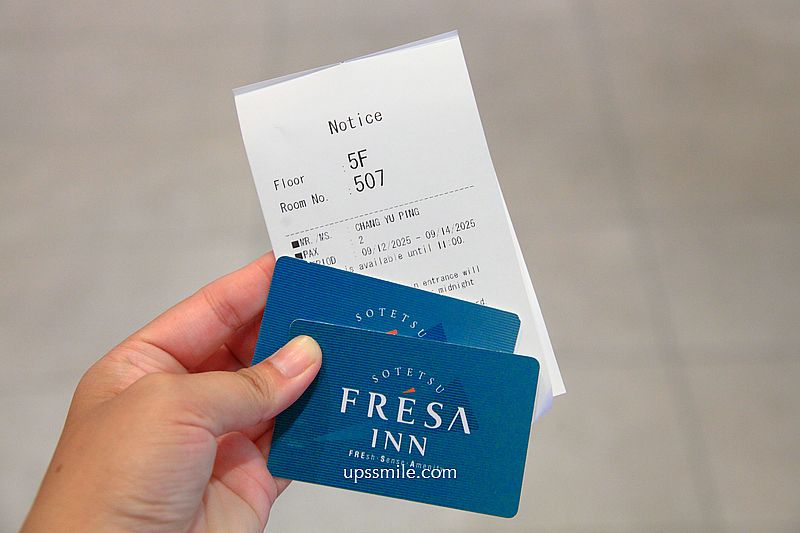 Notice
Floor : 5F
Room No. : 507
■MR./MS. : CHANG YU PING
■PAX : 2
: 09/12/2025 - 09/14/2025
is available until 11:00.
entrance will
midnight
SOTETSU
SOTETSU
FRÉSA
INN
FREsh Sense Amenity
upssmile.com